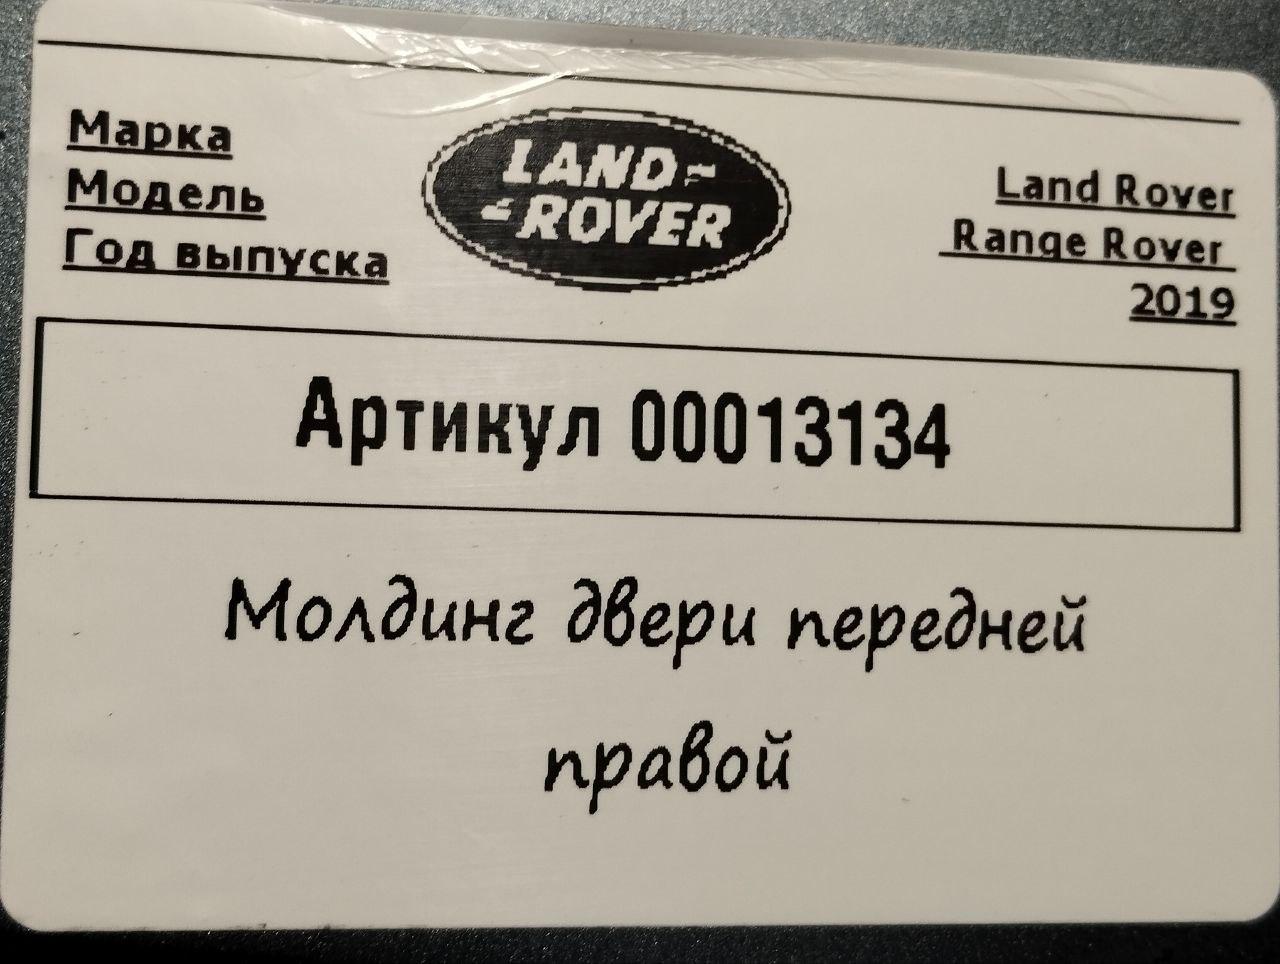 Марка
Модель
Год выпуска
LAND
ROVER
Land Rover
Range Rover
2019
Артикул 00013134
Молдинг двери передней
правой